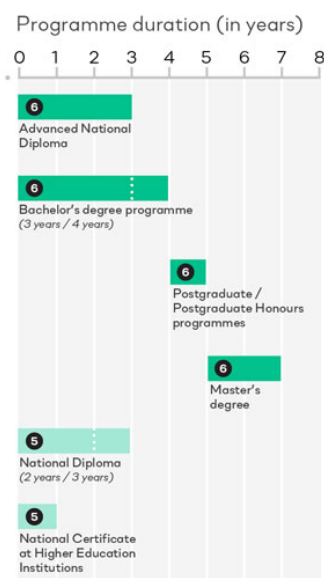 Programme duration (in years)
0 1 2 3 4 5 6 7 8
6
Advanced National
Diploma
6
Bachelor's degree programme
(3 years / 4 years)
6
Postgraduate /
Postgraduate Honours
programmes
6
Master's
degree
5
National Diploma
(2 years / 3 years)
5
National Certificate
at Higher Education
Institutions